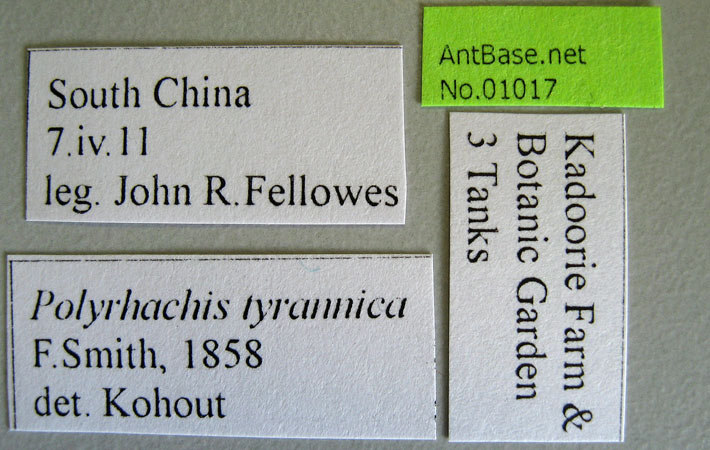 South China
7.iv.11
leg. John R.Fellowes
AntBase.net
No.01017
Kadoorie Farm &
Botanic Garden
3 Tanks
Polyrhachis tyrannica
F.Smith, 1858
det. Kohout